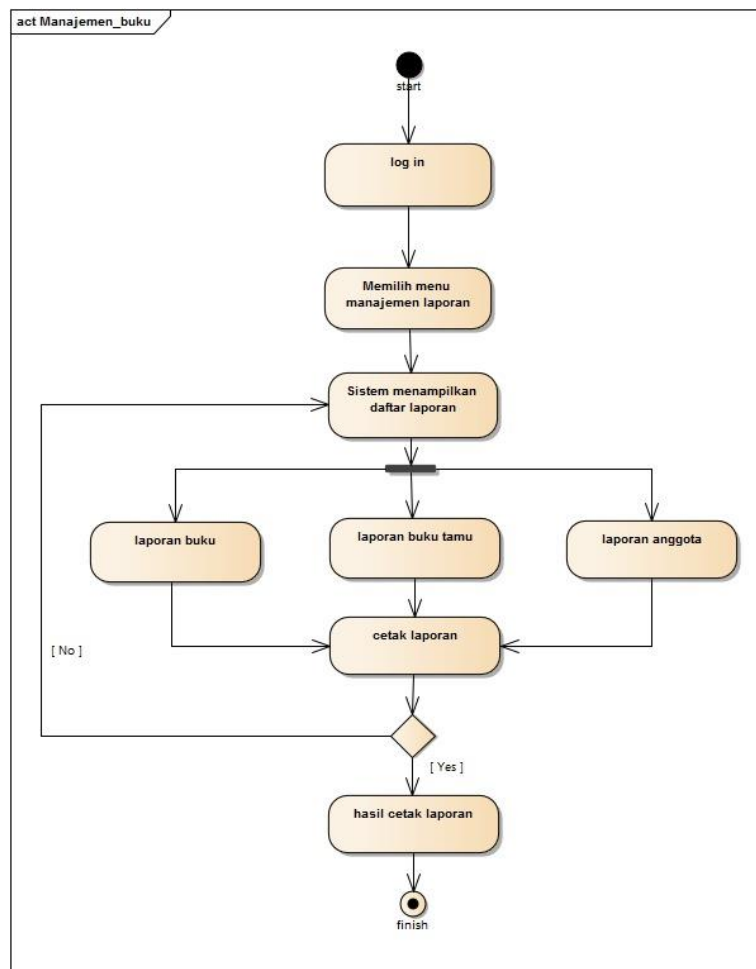 act Manajemen_buku
start
log in
Memilih menu
manajemen laporan
Sistem menampilkan
daftar laporan
laporan buku
laporan buku tamu
laporan anggota
cetak laporan
[ No ]
[ Yes ]
hasil cetak laporan
finish